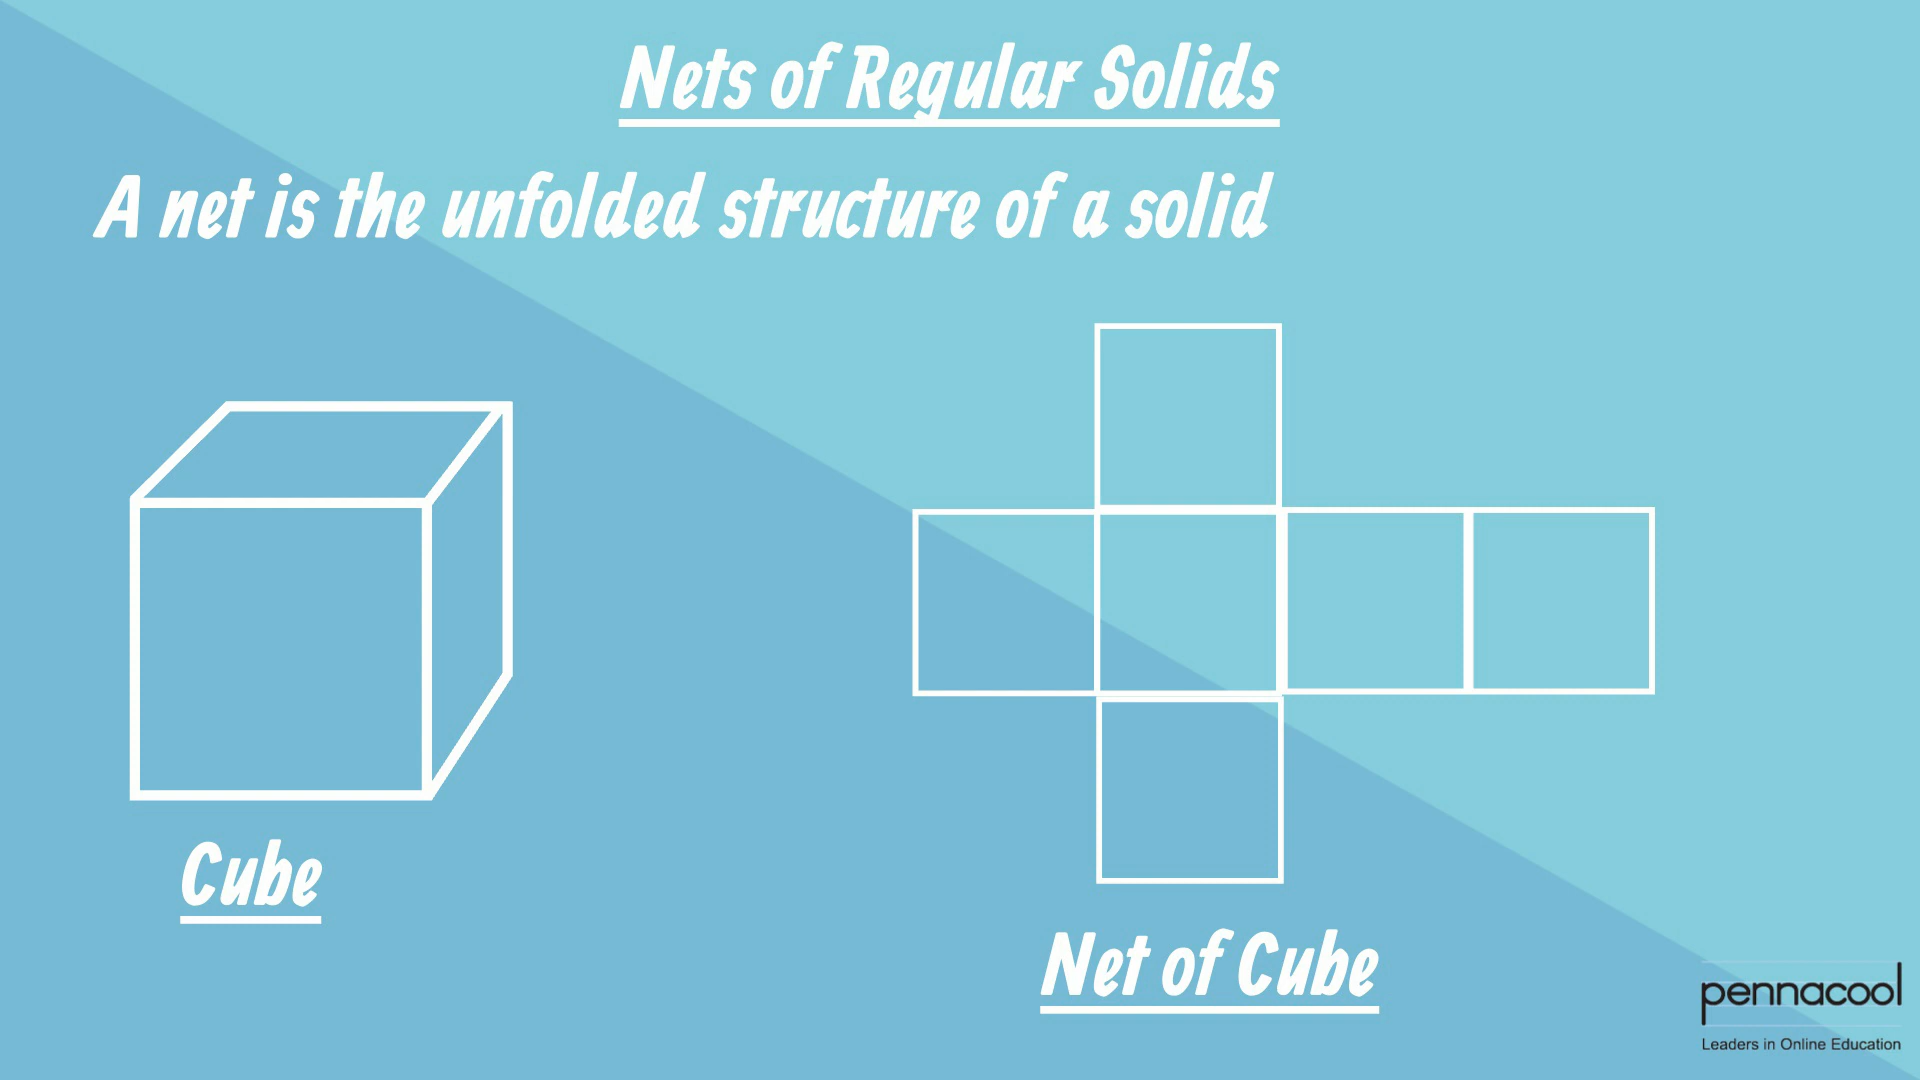 Nets of Regular Solids
A net is the unfolded structure of a solid
Cube
Net of Cube
pennacool
Leaders in Online Education